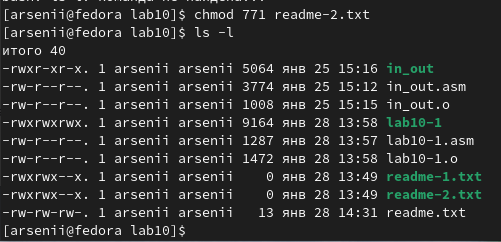 [arsenii@fedora lab10]$ chmod 771 readme-2.txt
[arsenii@fedora lab10]$ ls -l
итого 40
-rwxr-xr-x. 1 arsenii arsenii 5064 янв 25 15:16 in_out
-rw-r--r--. 1 arsenii arsenii 3774 янв 25 15:12 in_out.asm
-rw-r--r--. 1 arsenii arsenii 1008 янв 25 15:15 in_out.o
-rwxrwxrwx. 1 arsenii arsenii 9164 янв 28 13:58 lab10-1
-rw-r--r--. 1 arsenii arsenii 1287 янв 28 13:57 lab10-1.asm
-rw-r--r--. 1 arsenii arsenii 1472 янв 28 13:58 lab10-1.o
-rwxrwx--x. 1 arsenii arsenii    0 янв 28 13:49 readme-1.txt
-rwxrwx--x. 1 arsenii arsenii    0 янв 28 13:49 readme-2.txt
-rw-rw-rw-. 1 arsenii arsenii   13 янв 28 14:31 readme.txt
[arsenii@fedora lab10]$